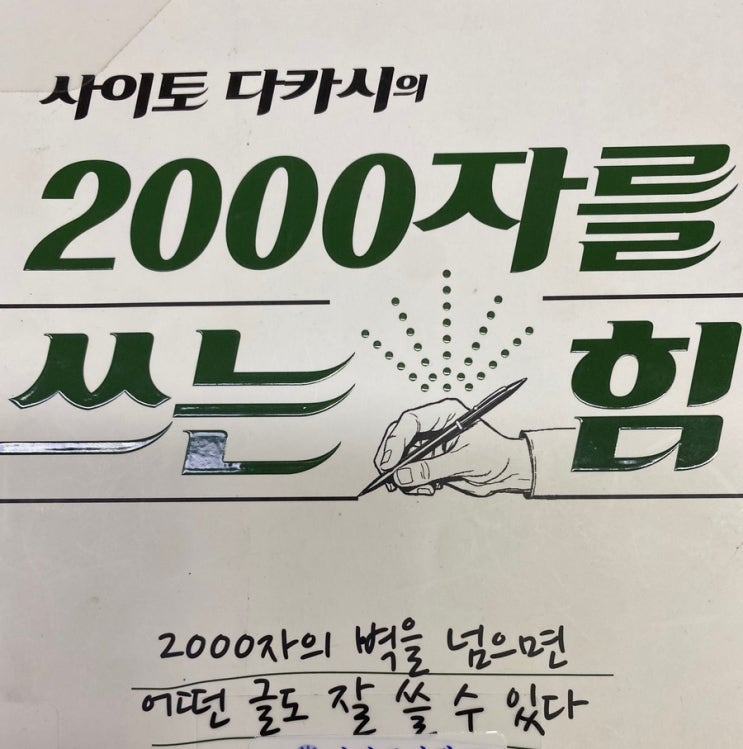 사이토 다카시의
2000자를
쓰는 힘
2000자의 벽을 넘으면
어떤 글도 잘 쓸 수 있다